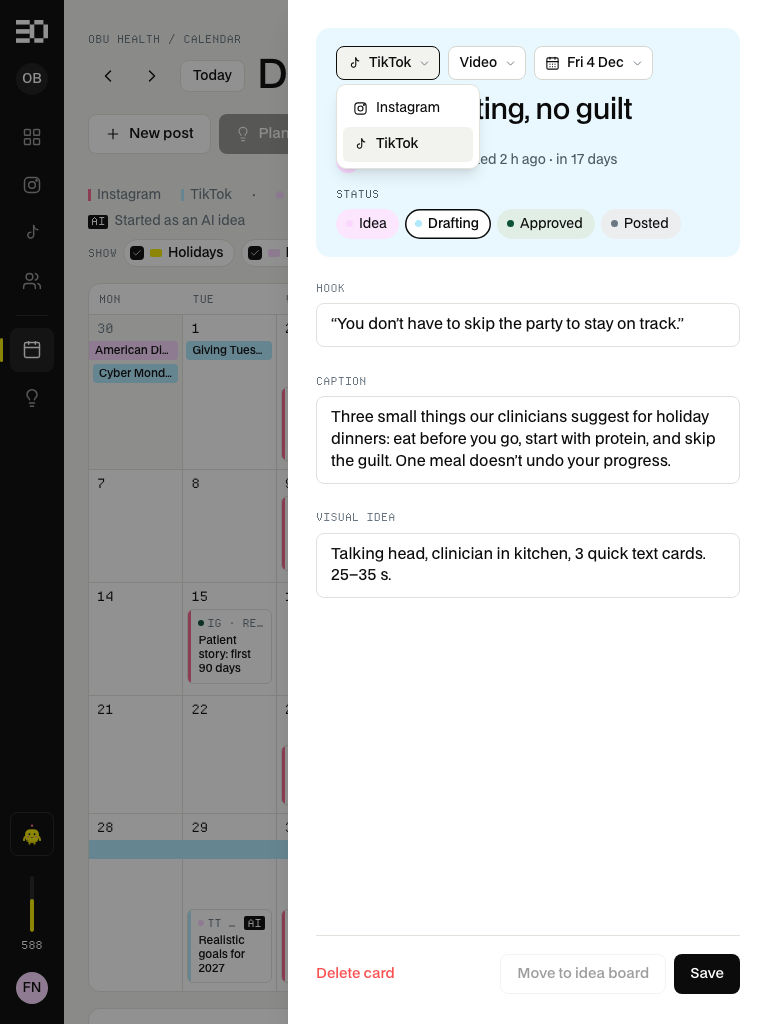 OBU HEALTH / CALENDAR
OB
Today
D
New post
Plan
Instagram
TikTok
·
AI Started as an AI idea
SHOW
Holidays
MON
TUE
30
1
American Di…
Giving Tues…
Cyber Mond…
7
8
14
15
IG · RE…
Patient
story: first
90 days
21
22
28
29
TT …
AI
Realistic
goals for
2027
588
FN
TikTok
Video
Fri 4 Dec
Instagram
TikTok
ting, no guilt
ed 2 h ago · in 17 days
STATUS
Idea
Drafting
Approved
Posted
HOOK
“You don’t have to skip the party to stay on track.”
CAPTION
Three small things our clinicians suggest for holiday
dinners: eat before you go, start with protein, and skip
the guilt. One meal doesn’t undo your progress.
VISUAL IDEA
Talking head, clinician in kitchen, 3 quick text cards.
25–35 s.
Delete card
Move to idea board
Save